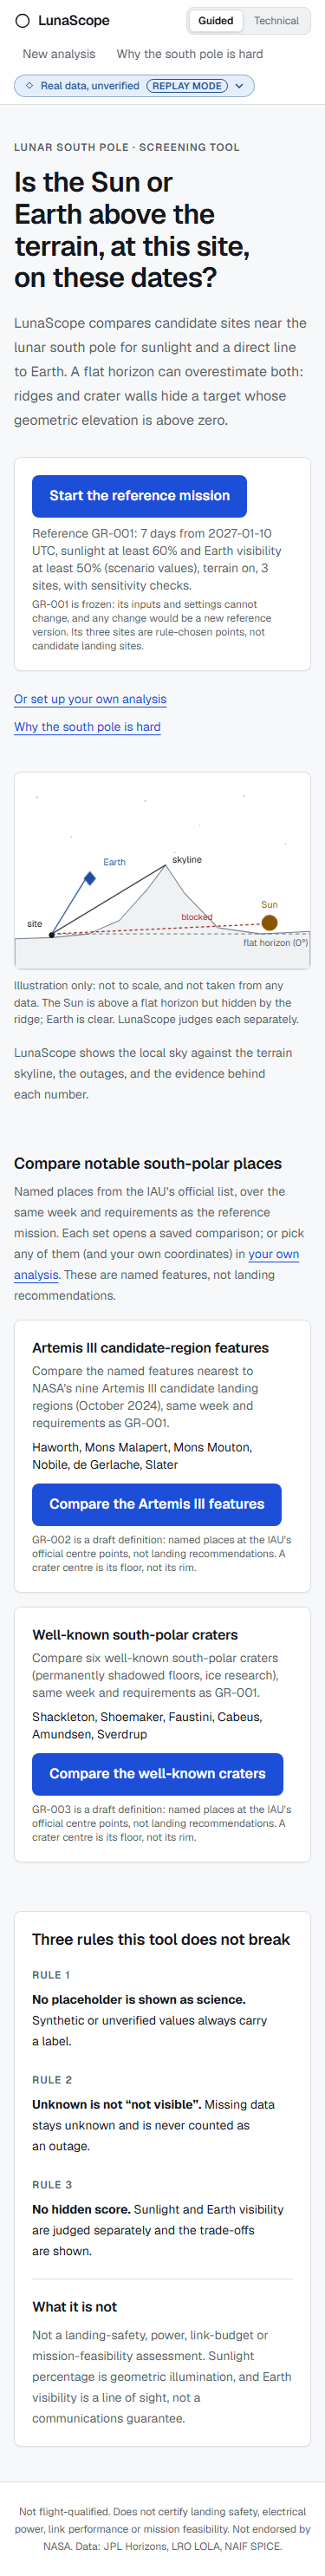 LunaScope
Guided
Technical
New analysis
Why the south pole is hard
Real data, unverified
REPLAY MODE
LUNAR SOUTH POLE · SCREENING TOOL
Is the Sun or
Earth above the
terrain, at this site,
on these dates?
LunaScope compares candidate sites near the
lunar south pole for sunlight and a direct line
to Earth. A flat horizon can overestimate both:
ridges and crater walls hide a target whose
geometric elevation is above zero.
Start the reference mission
Reference GR-001: 7 days from 2027-01-10
UTC, sunlight at least 60% and Earth visibility
at least 50% (scenario values), terrain on, 3
sites, with sensitivity checks.
GR-001 is frozen: its inputs and settings cannot
change, and any change would be a new reference
version. Its three sites are rule-chosen points, not
candidate landing sites.
Or set up your own analysis
Why the south pole is hard
skyline
Earth
Sun
blocked
site
flat horizon (0°)
Illustration only: not to scale, and not taken from any
data. The Sun is above a flat horizon but hidden by the
ridge; Earth is clear. LunaScope judges each separately.
LunaScope shows the local sky against the terrain
skyline, the outages, and the evidence behind
each number.
Compare notable south-polar places
Named places from the IAU's official list, over the
same week and requirements as the reference
mission. Each set opens a saved comparison; or pick
any of them (and your own coordinates) in your own
analysis. These are named features, not landing
recommendations.
Artemis III candidate-region features
Compare the named features nearest to
NASA's nine Artemis III candidate landing
regions (October 2024), same week and
requirements as GR-001.
Haworth, Mons Malapert, Mons Mouton,
Nobile, de Gerlache, Slater
Compare the Artemis III features
GR-002 is a draft definition: named places at the IAU's
official centre points, not landing recommendations. A
crater centre is its floor, not its rim.
Well-known south-polar craters
Compare six well-known south-polar craters
(permanently shadowed floors, ice research),
same week and requirements as GR-001.
Shackleton, Shoemaker, Faustini, Cabeus,
Amundsen, Sverdrup
Compare the well-known craters
GR-003 is a draft definition: named places at the IAU's
official centre points, not landing recommendations. A
crater centre is its floor, not its rim.
Three rules this tool does not break
RULE 1
No placeholder is shown as science.
Synthetic or unverified values always carry
a label.
RULE 2
Unknown is not “not visible”. Missing data
stays unknown and is never counted as
an outage.
RULE 3
No hidden score. Sunlight and Earth visibility
are judged separately and the trade-offs
are shown.
What it is not
Not a landing-safety, power, link-budget or
mission-feasibility assessment. Sunlight
percentage is geometric illumination, and Earth
visibility is a line of sight, not a
communications guarantee.
Not flight-qualified. Does not certify landing safety, electrical
power, link performance or mission feasibility. Not endorsed by
NASA. Data: JPL Horizons, LRO LOLA, NAIF SPICE.